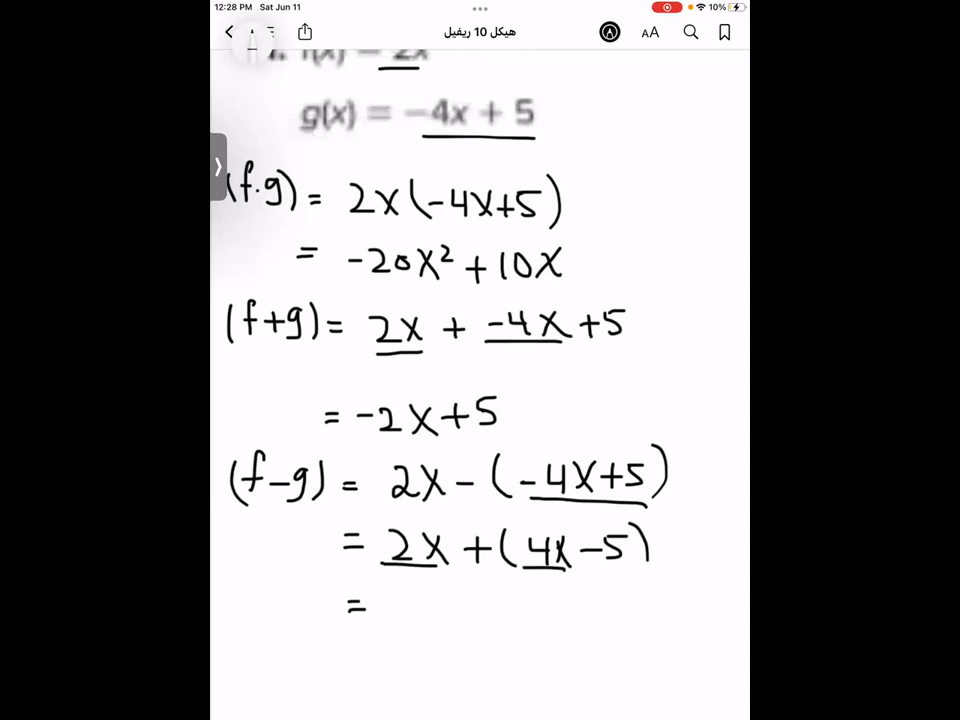 12:28 PM Sat Jun 11
10%
هيكل 10 ريفيل
AA
f(x) = 2x
g(x) = -4x + 5
(f.g) = 2x(-4x+5)
= -20x² + 10x
(f+g) = 2x + -4x + 5
= -2x + 5
(f-g) = 2x - (-4x+5)
= 2x + (4x - 5)
=